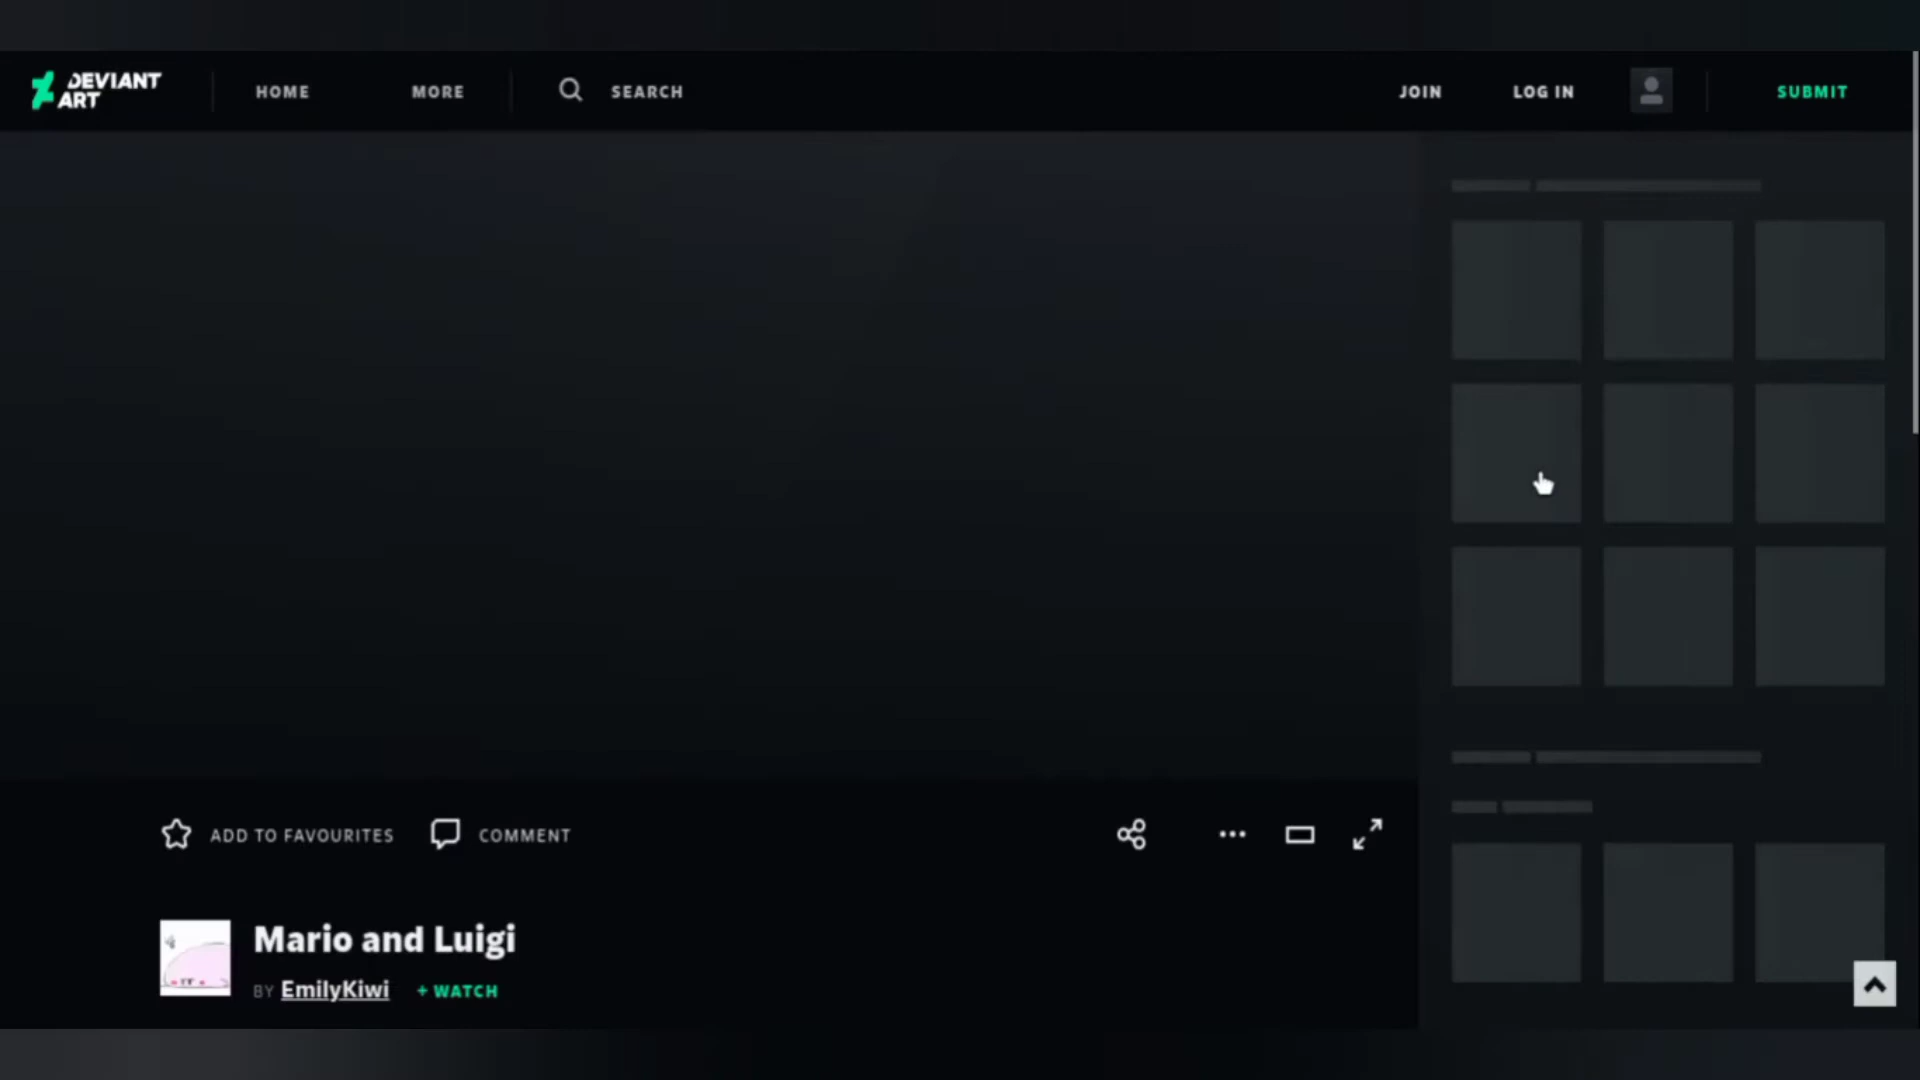 DEVIANT
ART
HOME
MORE
SEARCH
JOIN
LOG IN
SUBMIT
ADD TO FAVOURITES
COMMENT
Mario and Luigi
BY EmilyKiwi
+ WATCH